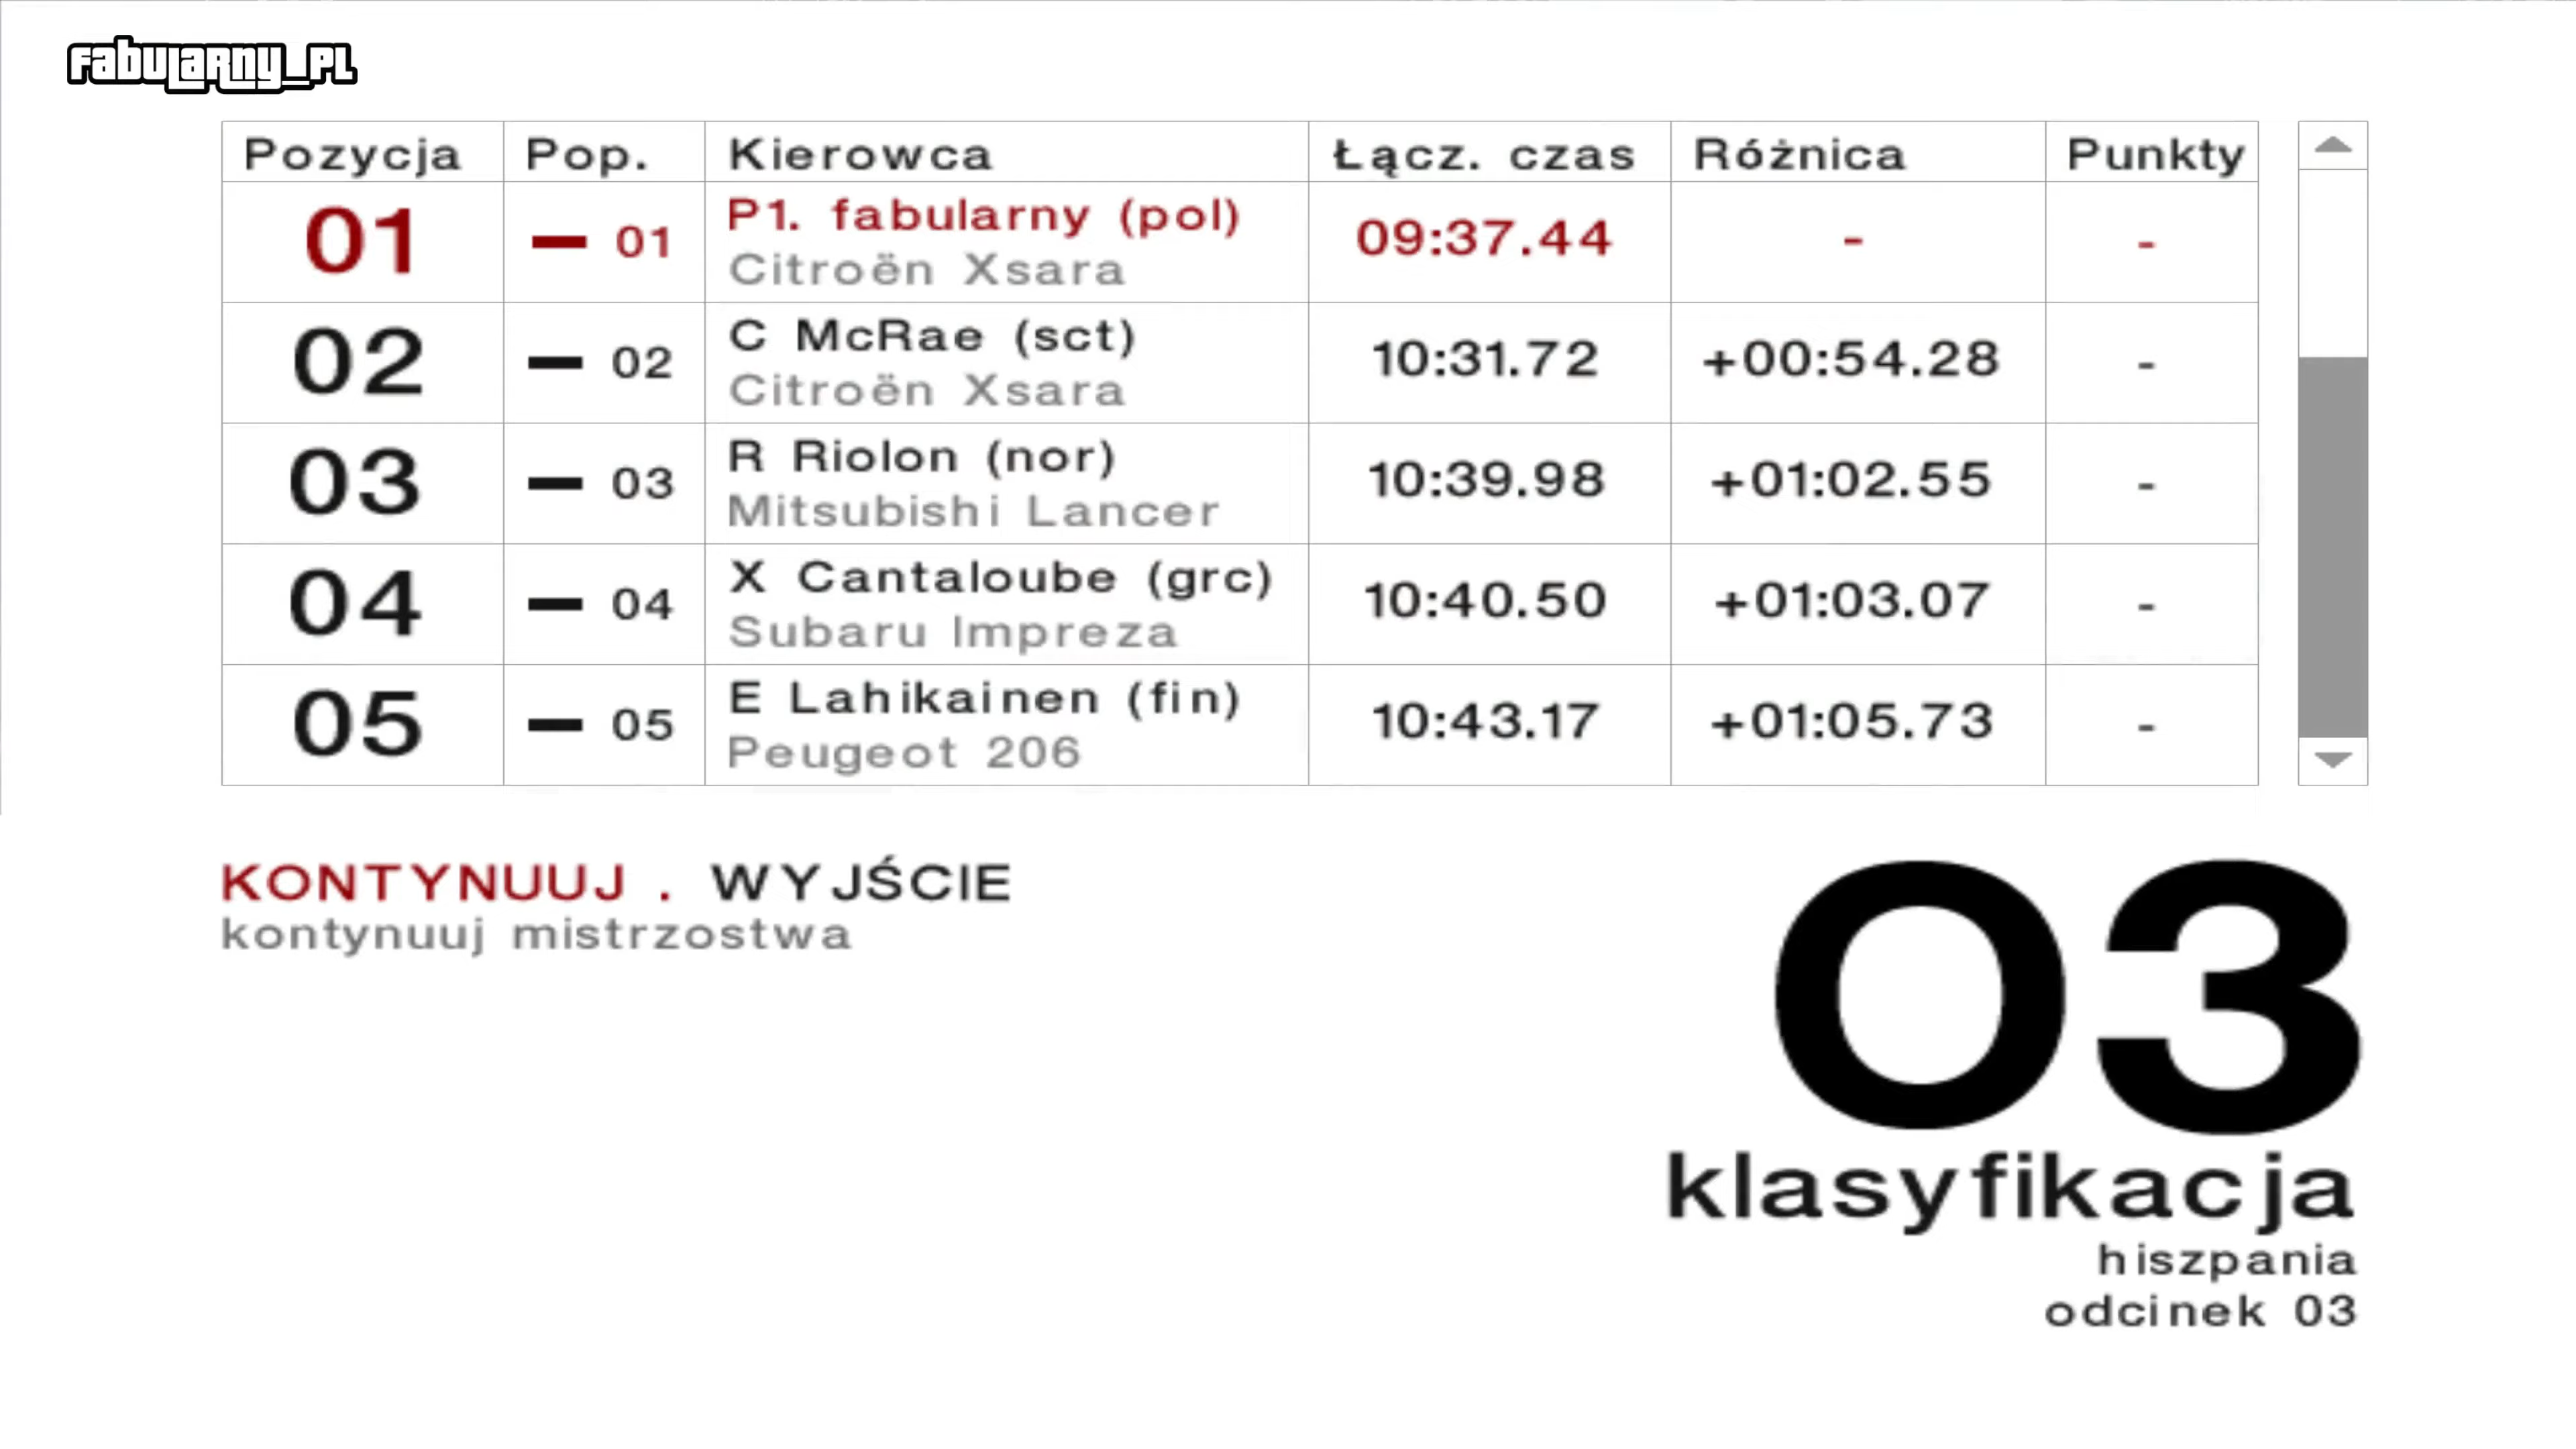 fabularny_PL
Pozycja Pop. Kierowca Łącz. czas Różnica Punkty
01 — 01 P1. fabularny (pol) 09:37.44 - -
Citroën Xsara
02 — 02 C McRae (sct) 10:31.72 +00:54.28 -
Citroën Xsara
03 — 03 R Riolon (nor) 10:39.98 +01:02.55 -
Mitsubishi Lancer
04 — 04 X Cantaloube (grc) 10:40.50 +01:03.07 -
Subaru Impreza
05 — 05 E Lahikainen (fin) 10:43.17 +01:05.73 -
Peugeot 206
KONTYNUUJ . WYJŚCIE
kontynuuj mistrzostwa
03
klasyfikacja
hiszpania
odcinek 03